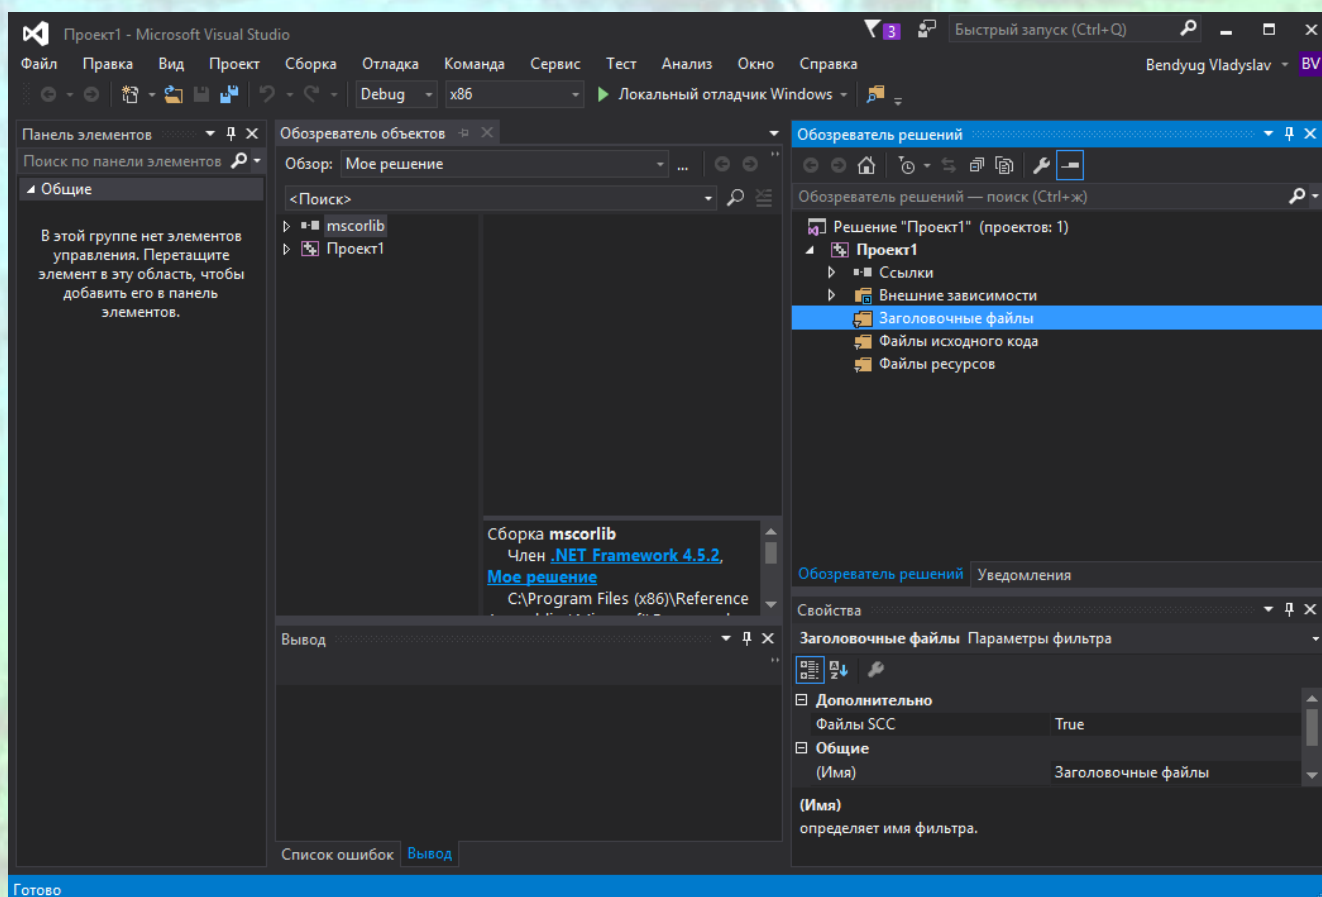 Проект1 - Microsoft Visual Studio
3
Быстрый запуск (Ctrl+Q)
Файл Правка Вид Проект Сборка Отладка Команда Сервис Тест Анализ Окно Справка
Bendyug Vladyslav BV
Debug x86 Локальный отладчик Windows
Панель элементов
Поиск по панели элементов
Общие
В этой группе нет элементов
управления. Перетащите
элемент в эту область, чтобы
добавить его в панель
элементов.
Обозреватель объектов
Обзор: Мое решение ...
<Поиск>
mscorlib
Проект1
Сборка mscorlib
Член .NET Framework 4.5.2,
Мое решение
C:\Program Files (x86)\Reference
Вывод
Список ошибок Вывод
Обозреватель решений
Обозреватель решений — поиск (Ctrl+ж)
Решение "Проект1" (проектов: 1)
Проект1
Ссылки
Внешние зависимости
Заголовочные файлы
Файлы исходного кода
Файлы ресурсов
Обозреватель решений Уведомления
Свойства
Заголовочные файлы Параметры фильтра
Дополнительно
Файлы SCC True
Общие
(Имя) Заголовочные файлы
(Имя)
определяет имя фильтра.
Готово